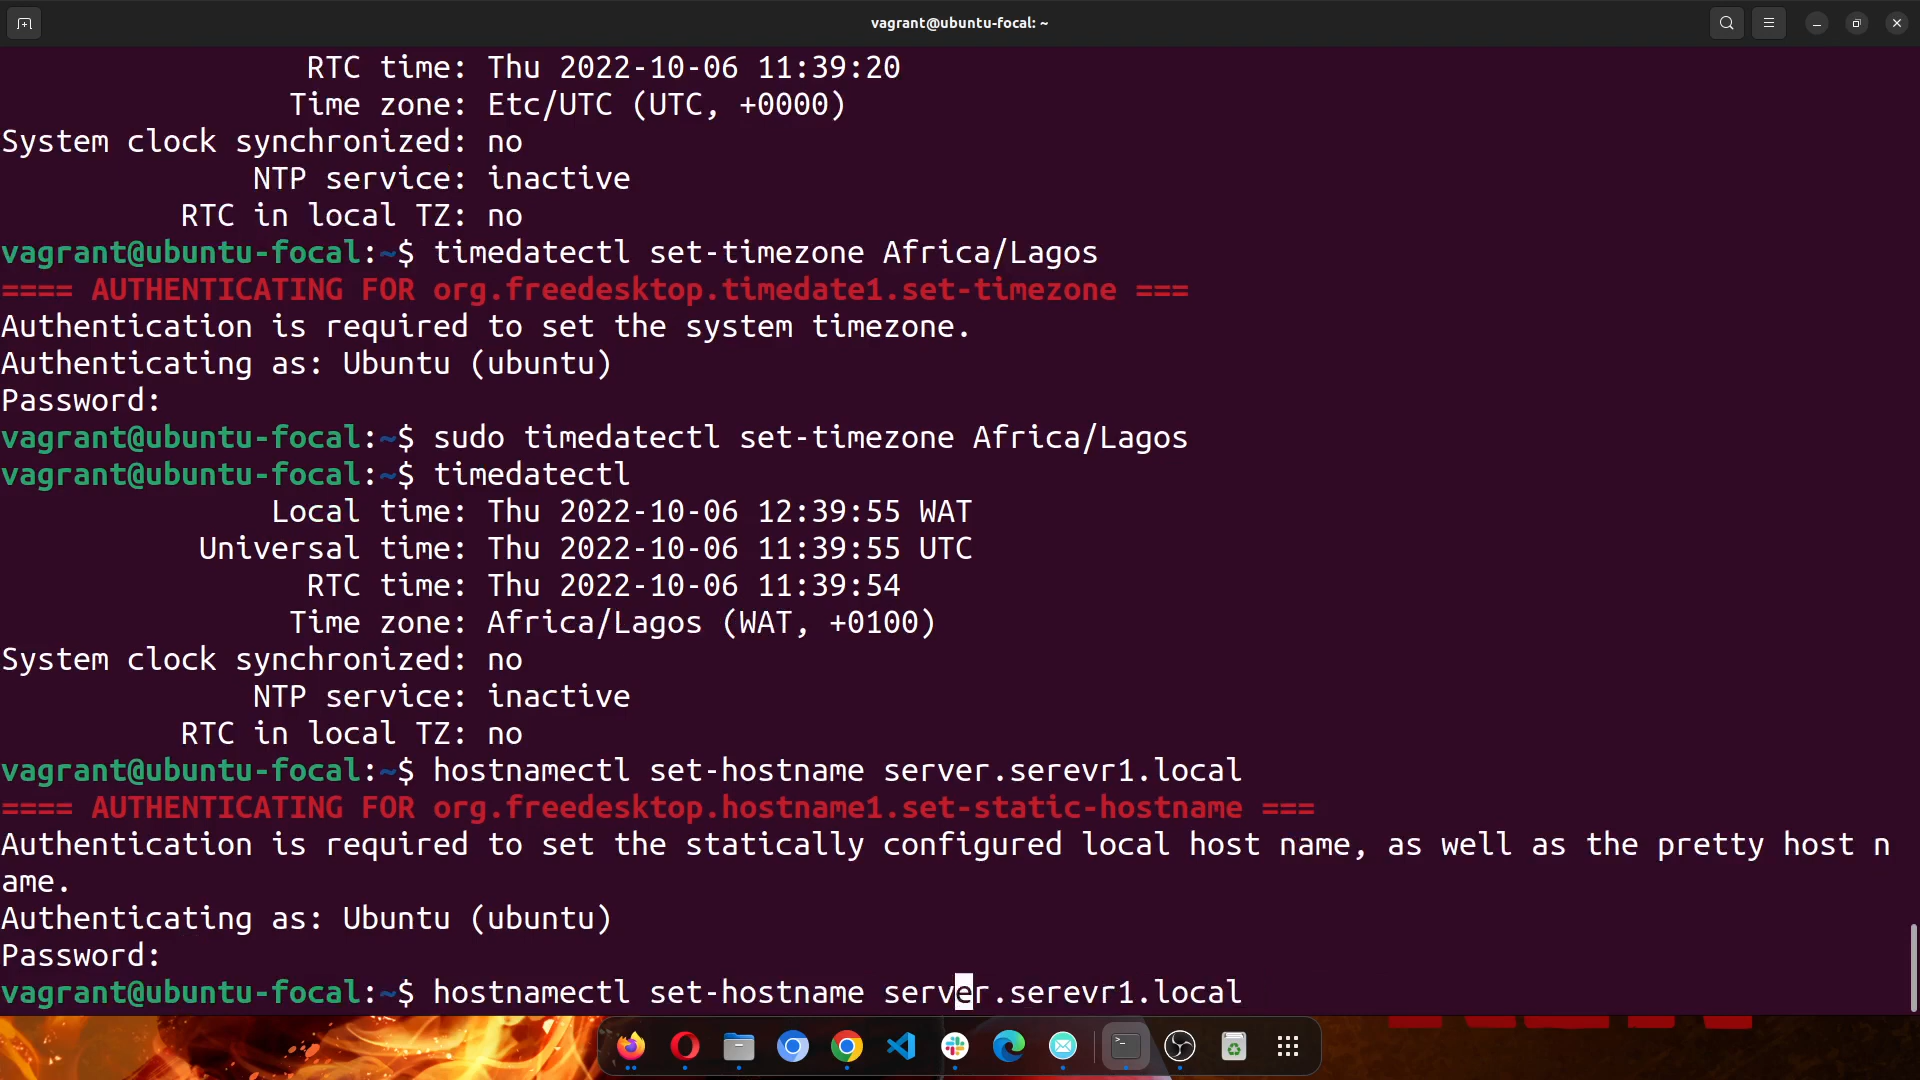 vagrant@ubuntu-focal: ~
RTC time: Thu 2022-10-06 11:39:20
Time zone: Etc/UTC (UTC, +0000)
System clock synchronized: no
NTP service: inactive
RTC in local TZ: no
vagrant@ubuntu-focal:~$ timedatectl set-timezone Africa/Lagos
==== AUTHENTICATING FOR org.freedesktop.timedate1.set-timezone ===
Authentication is required to set the system timezone.
Authenticating as: Ubuntu (ubuntu)
Password:
vagrant@ubuntu-focal:~$ sudo timedatectl set-timezone Africa/Lagos
vagrant@ubuntu-focal:~$ timedatectl
Local time: Thu 2022-10-06 12:39:55 WAT
Universal time: Thu 2022-10-06 11:39:55 UTC
RTC time: Thu 2022-10-06 11:39:54
Time zone: Africa/Lagos (WAT, +0100)
System clock synchronized: no
NTP service: inactive
RTC in local TZ: no
vagrant@ubuntu-focal:~$ hostnamectl set-hostname server.serevr1.local
==== AUTHENTICATING FOR org.freedesktop.hostname1.set-static-hostname ===
Authentication is required to set the statically configured local host name, as well as the pretty host n
ame.
Authenticating as: Ubuntu (ubuntu)
Password:
vagrant@ubuntu-focal:~$ hostnamectl set-hostname server.serevr1.local